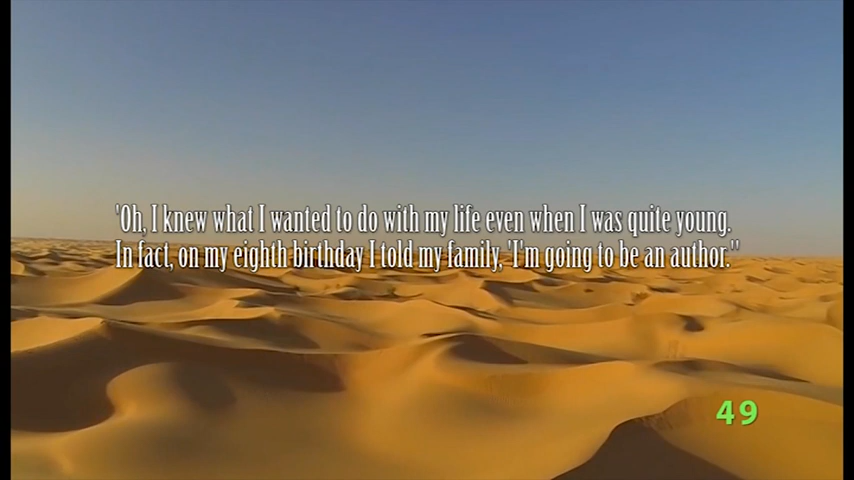 'Oh, I knew what I wanted to do with my life even when I was quite young.
In fact, on my eighth birthday I told my family, 'I'm going to be an author.''
49